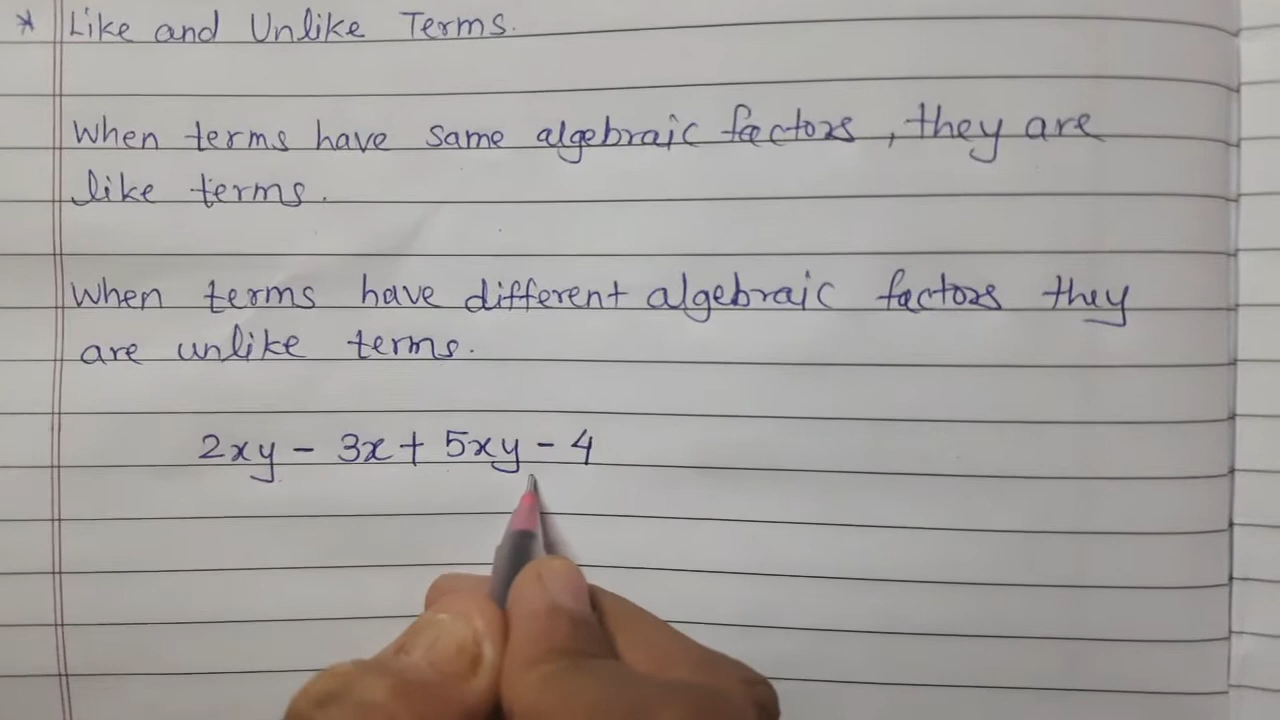 * Like and Unlike Terms.
When terms have same algebraic factors, they are
like terms.
When terms have different algebraic factors they
are unlike terms.
2xy - 3x + 5xy - 4